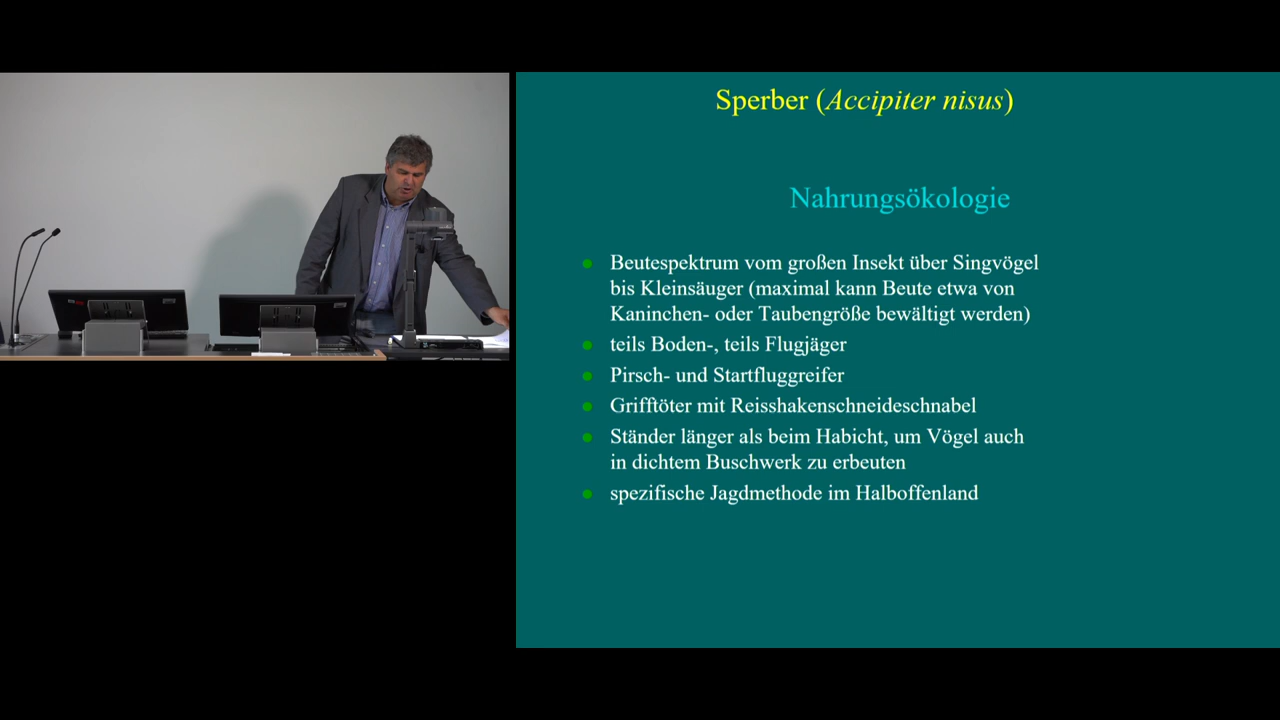 Sperber (Accipiter nisus)
Nahrungsökologie
Beutespektrum vom großen Insekt über Singvögel
bis Kleinsäuger (maximal kann Beute etwa von
Kaninchen- oder Taubengröße bewältigt werden)
teils Boden-, teils Flugjäger
Pirsch- und Startfluggreifer
Grifftöter mit Reisshakenschneideschnabel
Ständer länger als beim Habicht, um Vögel auch
in dichtem Buschwerk zu erbeuten
spezifische Jagdmethode im Halboffenland